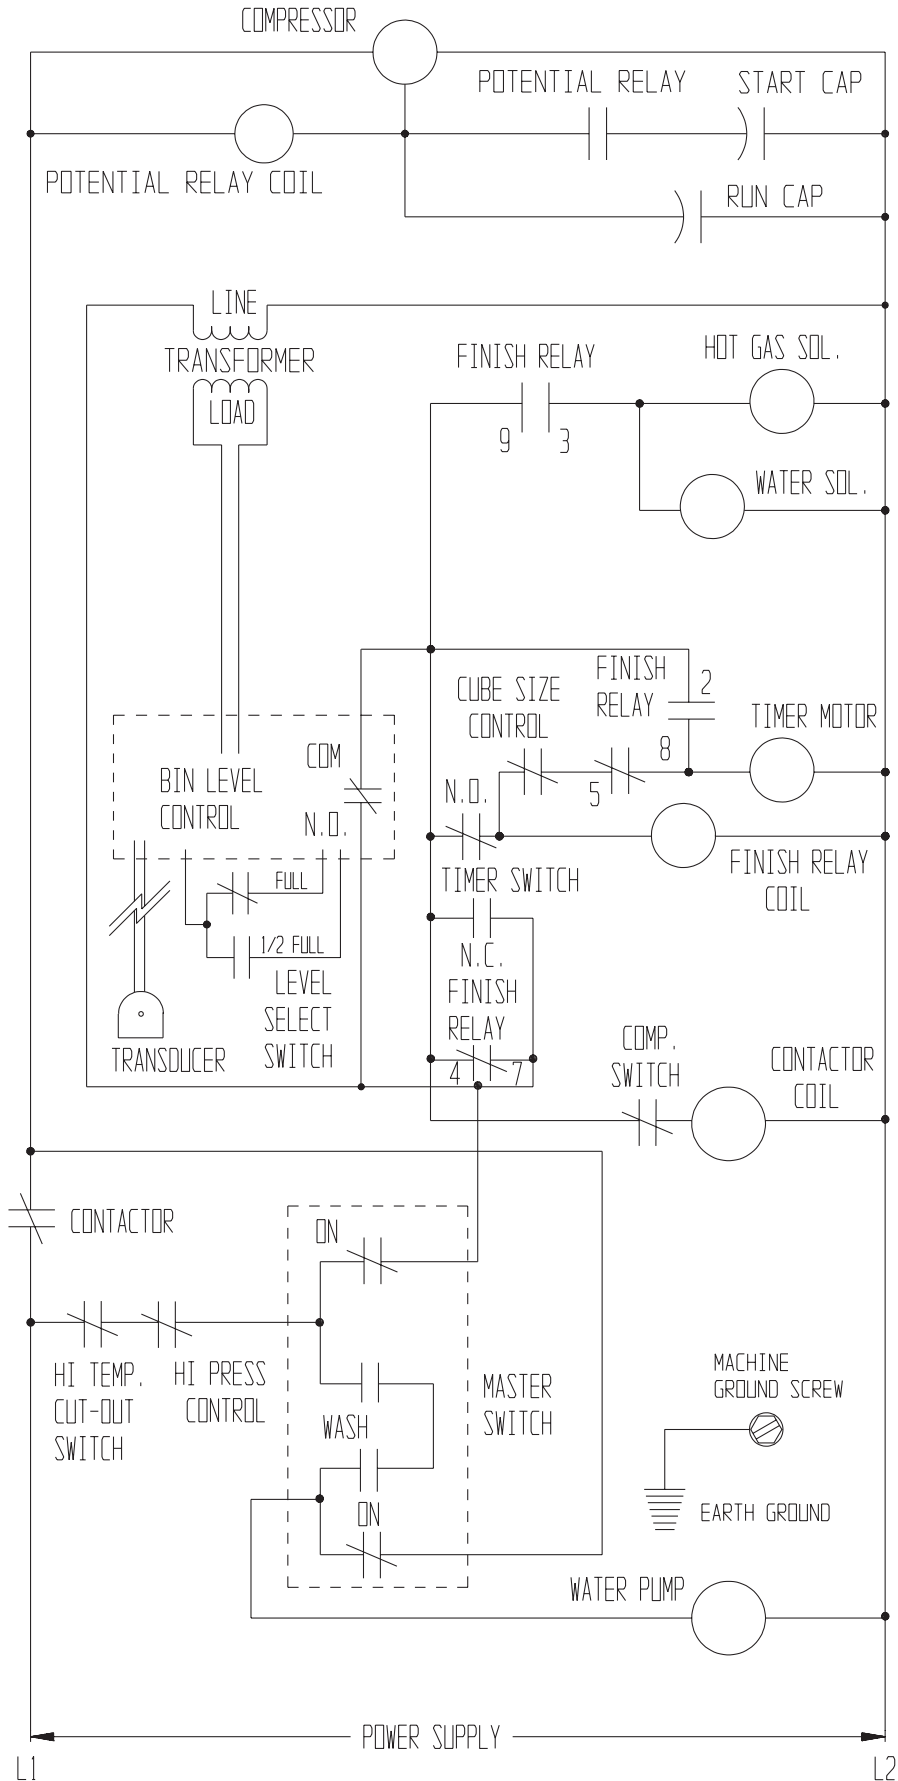 COMPRESSOR
POTENTIAL RELAY
START CAP
POTENTIAL RELAY COIL
RUN CAP
LINE
TRANSFORMER
LOAD
FINISH RELAY
9
3
HOT GAS SOL.
WATER SOL.
FINISH
RELAY
2
8
CUBE SIZE
CONTROL
5
TIMER MOTOR
COM
BIN LEVEL
CONTROL
N.O.
N.O.
TIMER SWITCH
FINISH RELAY
COIL
FULL
1/2 FULL
LEVEL
SELECT
SWITCH
N.C.
FINISH
RELAY
4
7
TRANSDUCER
COMP.
SWITCH
CONTACTOR
COIL
CONTACTOR
ON
HI TEMP.
CUT-OUT
SWITCH
HI PRESS
CONTROL
WASH
MASTER
SWITCH
ON
MACHINE
GROUND SCREW
EARTH GROUND
WATER PUMP
POWER SUPPLY
L1
L2